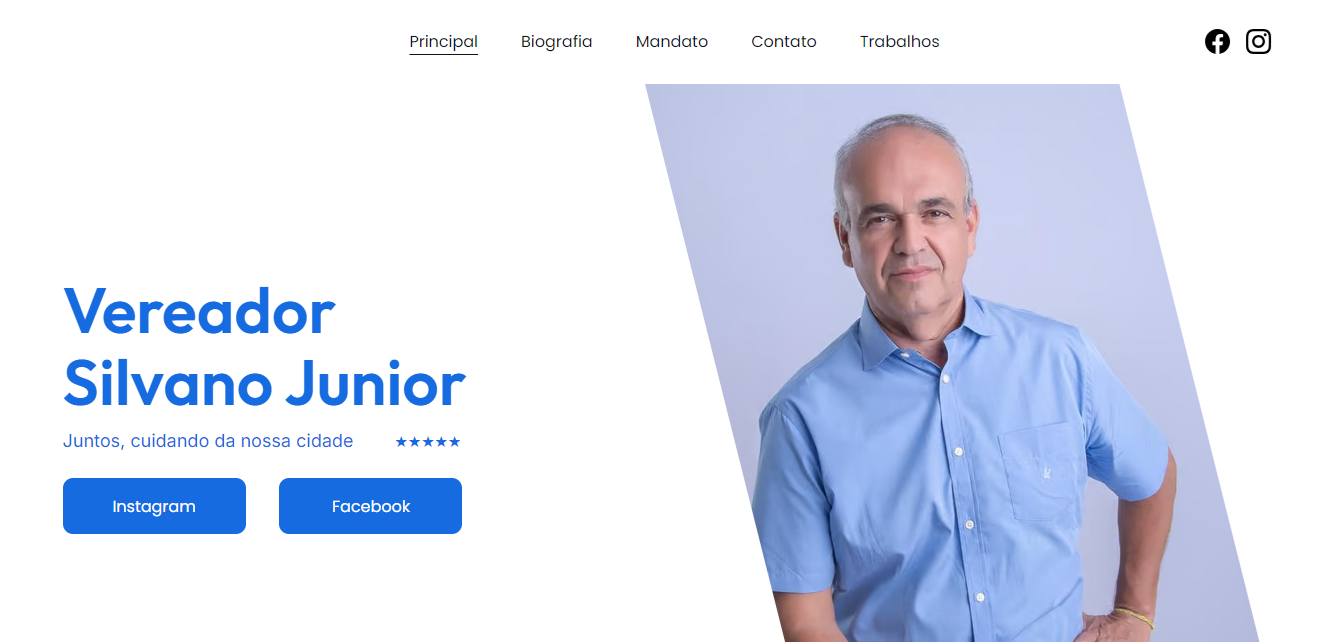 Principal Biografia Mandato Contato Trabalhos
Vereador
Silvano Junior
Juntos, cuidando da nossa cidade ★★★★★
Instagram Facebook